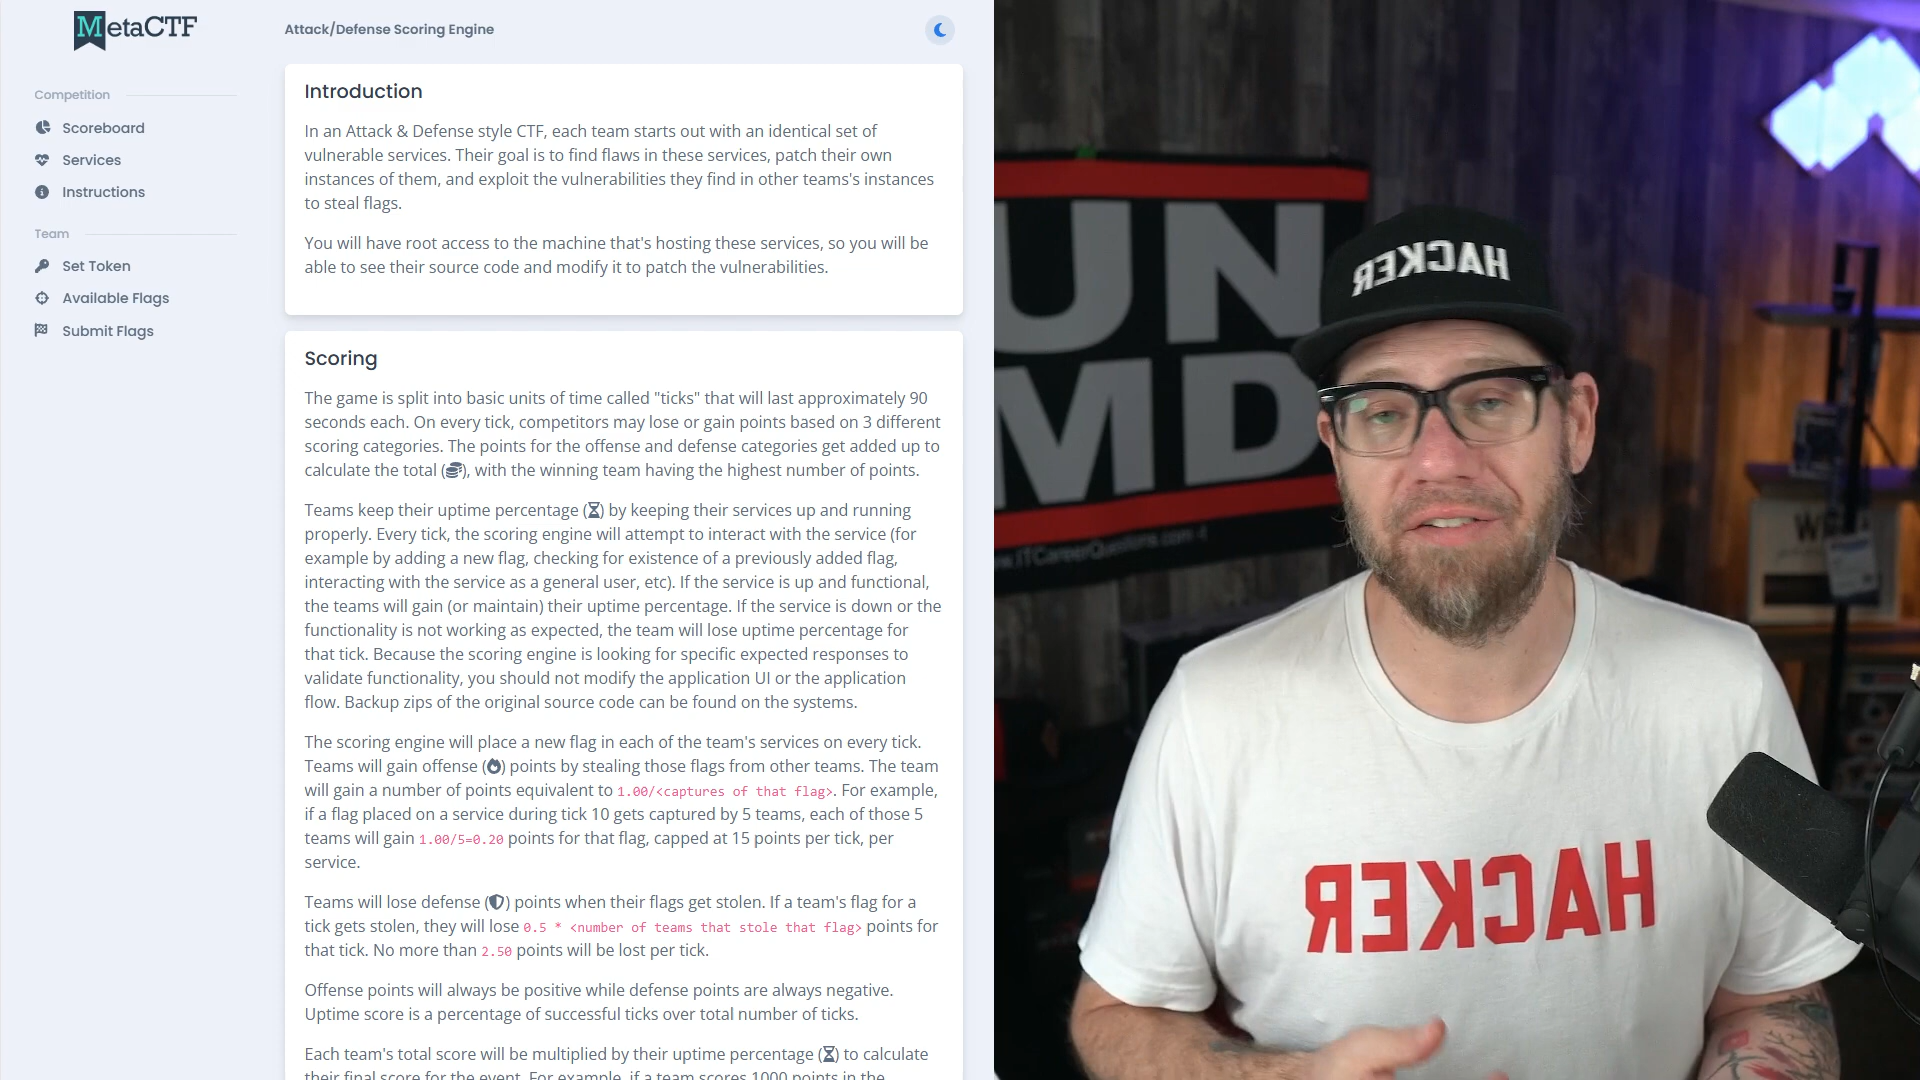 MetaCTF
Attack/Defense Scoring Engine
Competition
Scoreboard
Services
Instructions
Team
Set Token
Available Flags
Submit Flags
Introduction
In an Attack & Defense style CTF, each team starts out with an identical set of
vulnerable services. Their goal is to find flaws in these services, patch their own
instances of them, and exploit the vulnerabilities they find in other teams's instances
to steal flags.
You will have root access to the machine that's hosting these services, so you will be
able to see their source code and modify it to patch the vulnerabilities.
Scoring
The game is split into basic units of time called "ticks" that will last approximately 90
seconds each. On every tick, competitors may lose or gain points based on 3 different
scoring categories. The points for the offense and defense categories get added up to
calculate the total (), with the winning team having the highest number of points.
Teams keep their uptime percentage () by keeping their services up and running
properly. Every tick, the scoring engine will attempt to interact with the service (for
example by adding a new flag, checking for existence of a previously added flag,
interacting with the service as a general user, etc). If the service is up and functional,
the teams will gain (or maintain) their uptime percentage. If the service is down or the
functionality is not working as expected, the team will lose uptime percentage for
that tick. Because the scoring engine is looking for specific expected responses to
validate functionality, you should not modify the application UI or the application
flow. Backup zips of the original source code can be found on the systems.
The scoring engine will place a new flag in each of the team's services on every tick.
Teams will gain offense () points by stealing those flags from other teams. The team
will gain a number of points equivalent to 1.00/<captures of that flag>. For example,
if a flag placed on a service during tick 10 gets captured by 5 teams, each of those 5
teams will gain 1.00/5=0.20 points for that flag, capped at 15 points per tick, per
service.
Teams will lose defense () points when their flags get stolen. If a team's flag for a
tick gets stolen, they will lose 0.5 * <number of teams that stole that flag> points for
that tick. No more than 2.50 points will be lost per tick.
Offense points will always be positive while defense points are always negative.
Uptime score is a percentage of successful ticks over total number of ticks.
Each team's total score will be multiplied by their uptime percentage () to calculate
their final score for the event. For example, if a team scores 1000 points in the
UN
MD
www.ITCareerQuestions.com
HACKER
HACKER